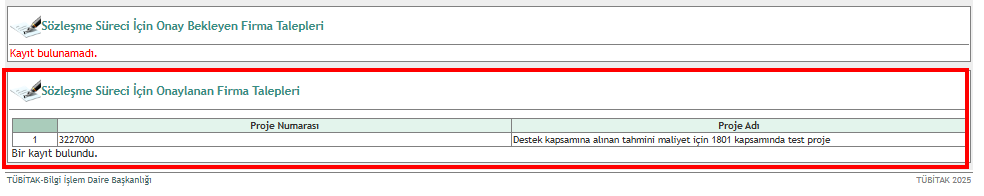 Sözleşme Süreci İçin Onay Bekleyen Firma Talepleri
Kayıt bulunamadı.
Sözleşme Süreci İçin Onaylanan Firma Talepleri
Proje Numarası Proje Adı
1 3227000 Destek kapsamına alınan tahmini maliyet için 1801 kapsamında test proje
Bir kayıt bulundu.
TÜBİTAK-Bilgi İşlem Daire Başkanlığı TÜBİTAK 2025